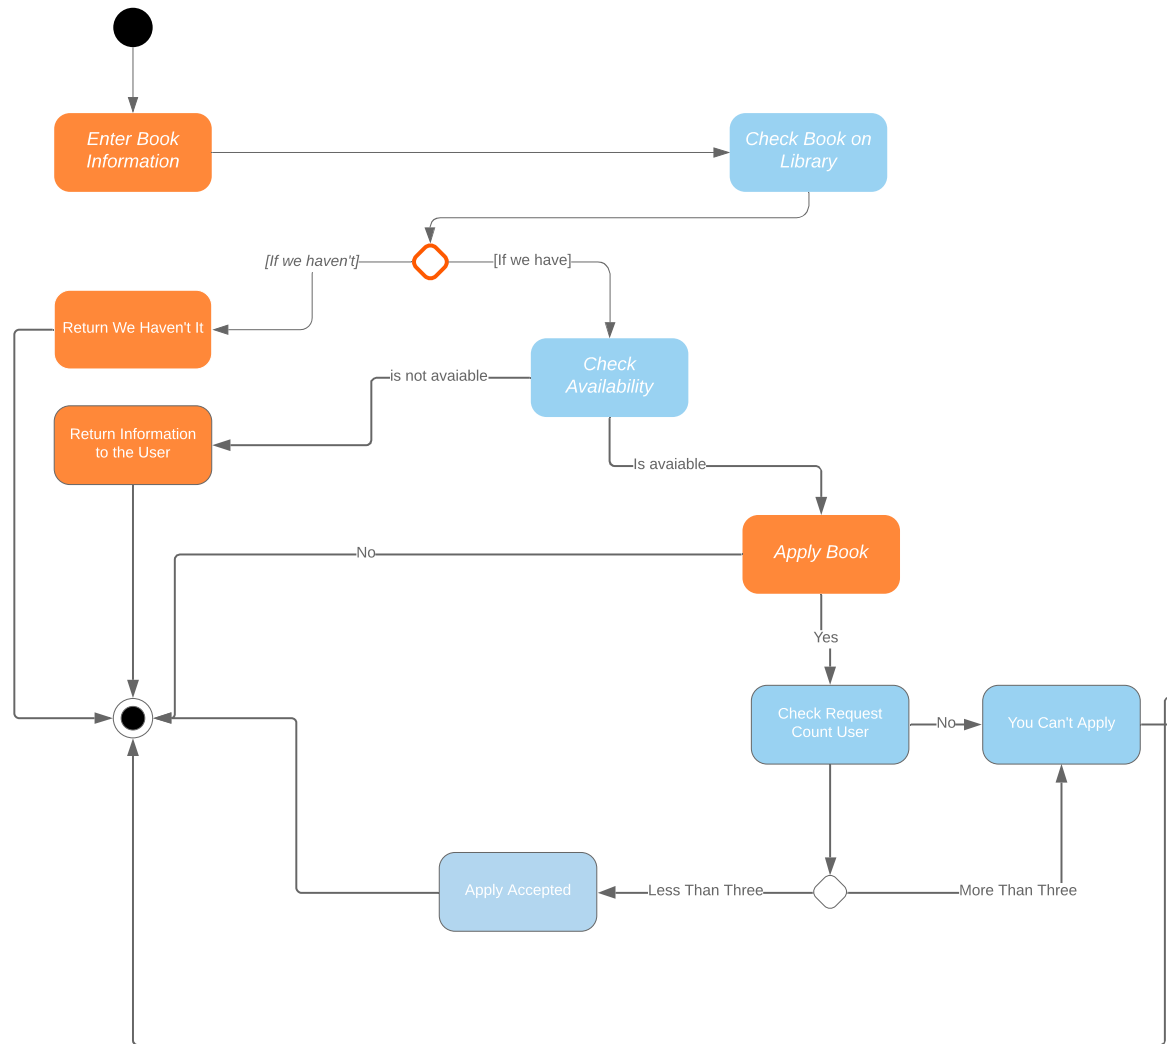 Enter Book
Information
Check Book on
Library
[If we haven't]
[If we have]
Return We Haven't It
Check
Availability
is not avaiable
Return Information
to the User
Is avaiable
Apply Book
No
Yes
Check Request
Count User
No
You Can't Apply
Apply Accepted
Less Than Three
More Than Three